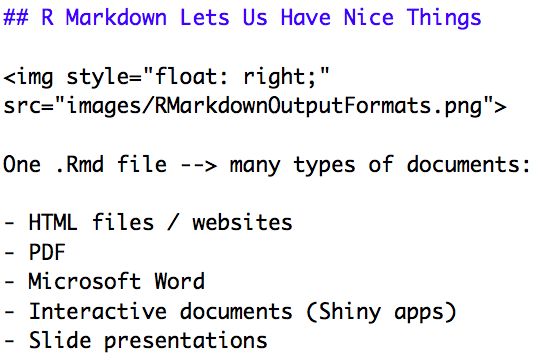 ## R Markdown Lets Us Have Nice Things
<img style="float: right;"
src="images/RMarkdownOutputFormats.png">
One .Rmd file --> many types of documents:
- HTML files / websites
- PDF
- Microsoft Word
- Interactive documents (Shiny apps)
- Slide presentations